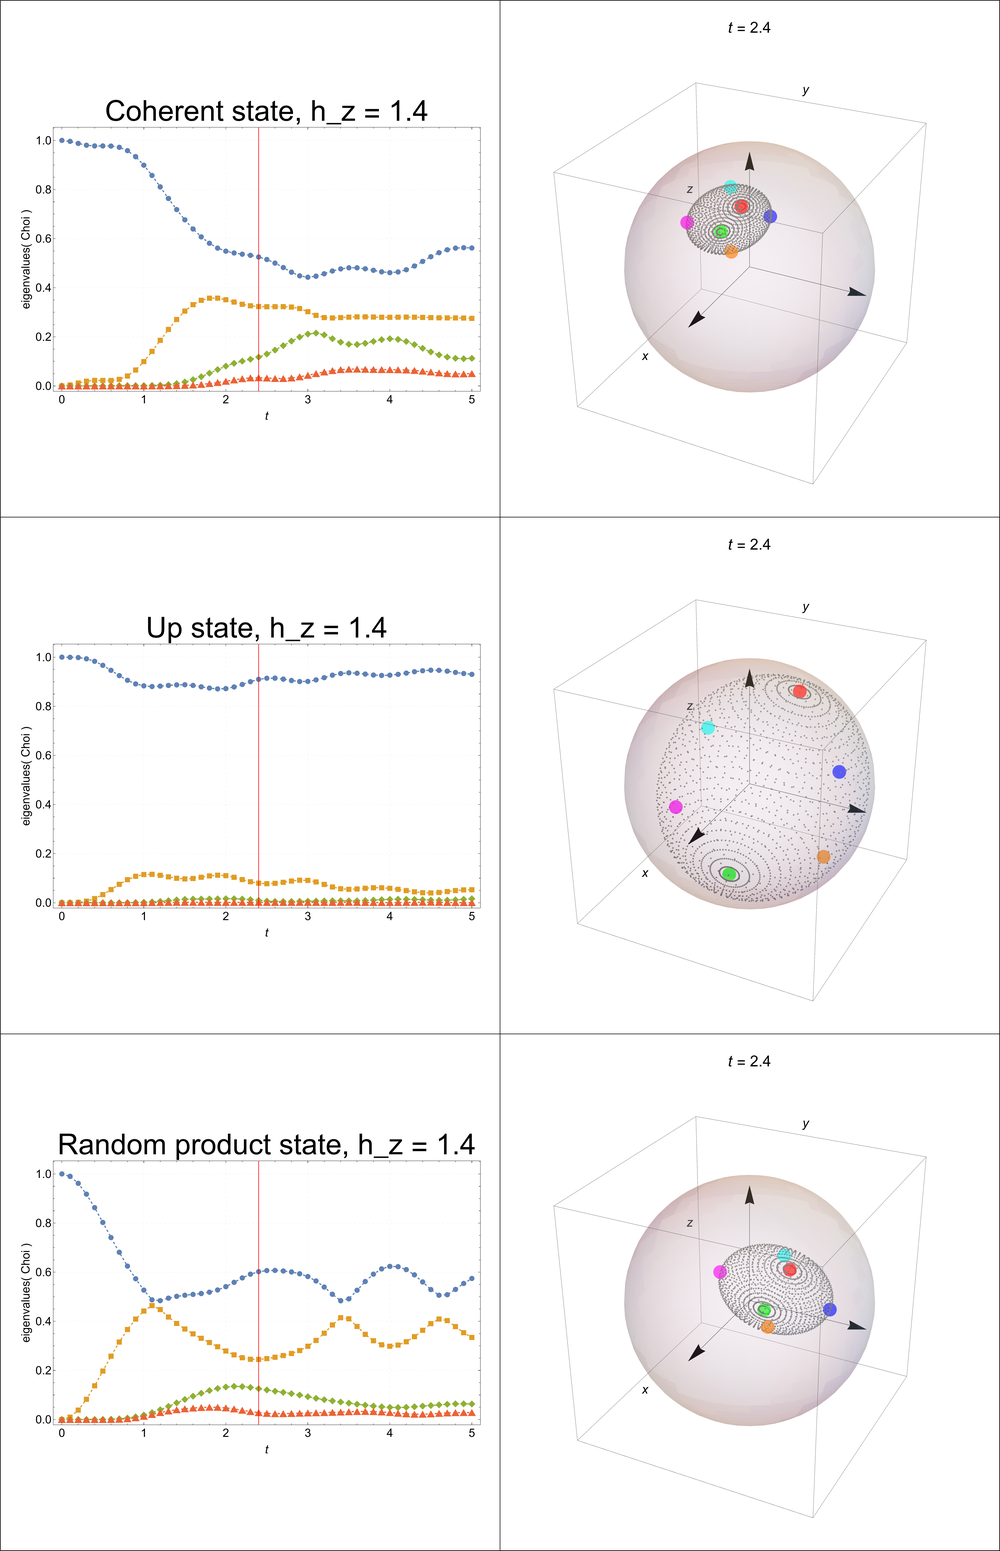 t = 2.4
Coherent state, h_z = 1.4
eigenvalues( Choi )
1.0
0.8
0.6
0.4
0.2
0.0
0 1 2 3 4 5
t
y
z
x
t = 2.4
Up state, h_z = 1.4
eigenvalues( Choi )
1.0
0.8
0.6
0.4
0.2
0.0
0 1 2 3 4 5
t
y
z
x
t = 2.4
Random product state, h_z = 1.4
eigenvalues( Choi )
1.0
0.8
0.6
0.4
0.2
0.0
0 1 2 3 4 5
t
y
z
x